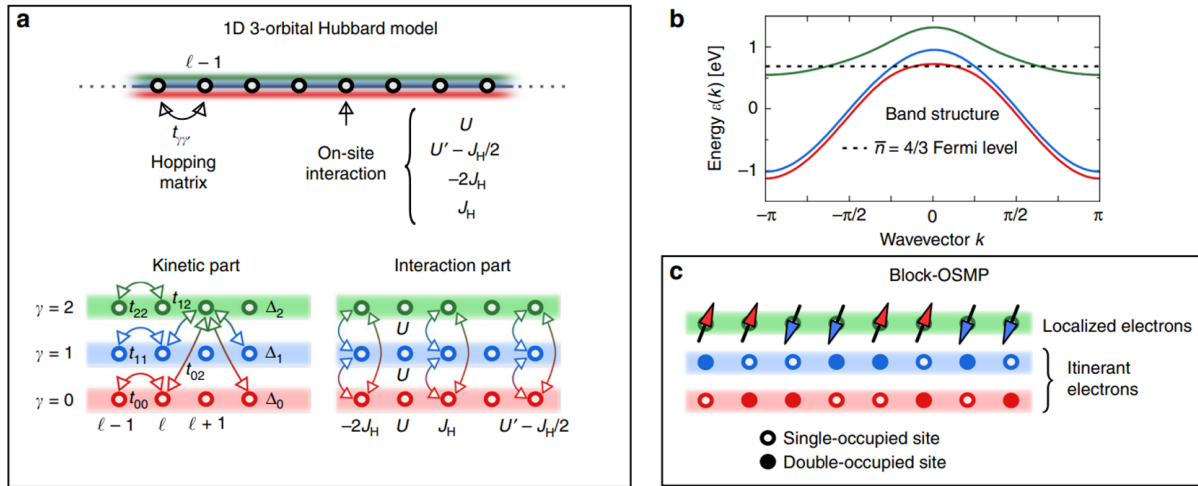 a
1D 3-orbital Hubbard model
ℓ − 1
t_γγ′
Hopping
matrix
On-site
interaction
U
U′ − J_H/2
−2J_H
J_H
Kinetic part
γ = 2
t_22
t_12
Δ_2
γ = 1
t_11
Δ_1
t_02
γ = 0
t_00
Δ_0
ℓ − 1
ℓ
ℓ + 1
Interaction part
U
U
−2J_H
U
J_H
U′ − J_H/2
b
Energy ε(k) [eV]
1
0
−1
Band structure
n̅ = 4/3 Fermi level
−π
−π/2
0
π/2
π
Wavevector k
c
Block-OSMP
Localized electrons
Itinerant
electrons
Single-occupied site
Double-occupied site